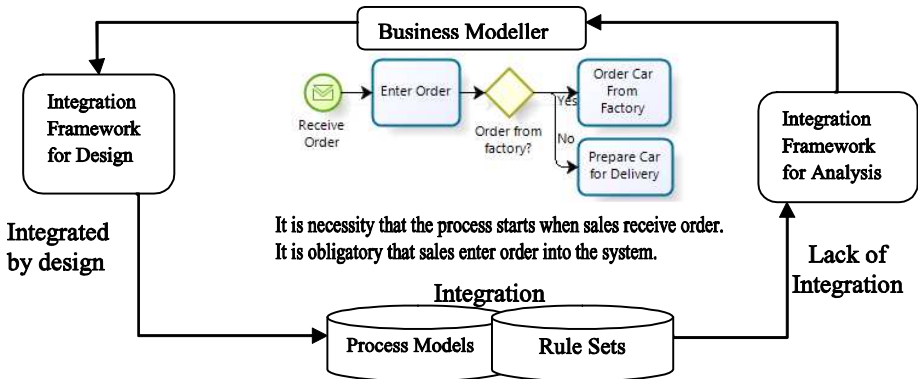 Business Modeller
Integration
Framework
for Design
Receive
Order
Enter Order
Order from
factory?
Yes
No
Order Car
From
Factory
Prepare Car
for Delivery
Integration
Framework
for Analysis
It is necessity that the process starts when sales receive order.
It is obligatory that sales enter order into the system.
Integrated
by design
Lack of
Integration
Integration
Process Models
Rule Sets